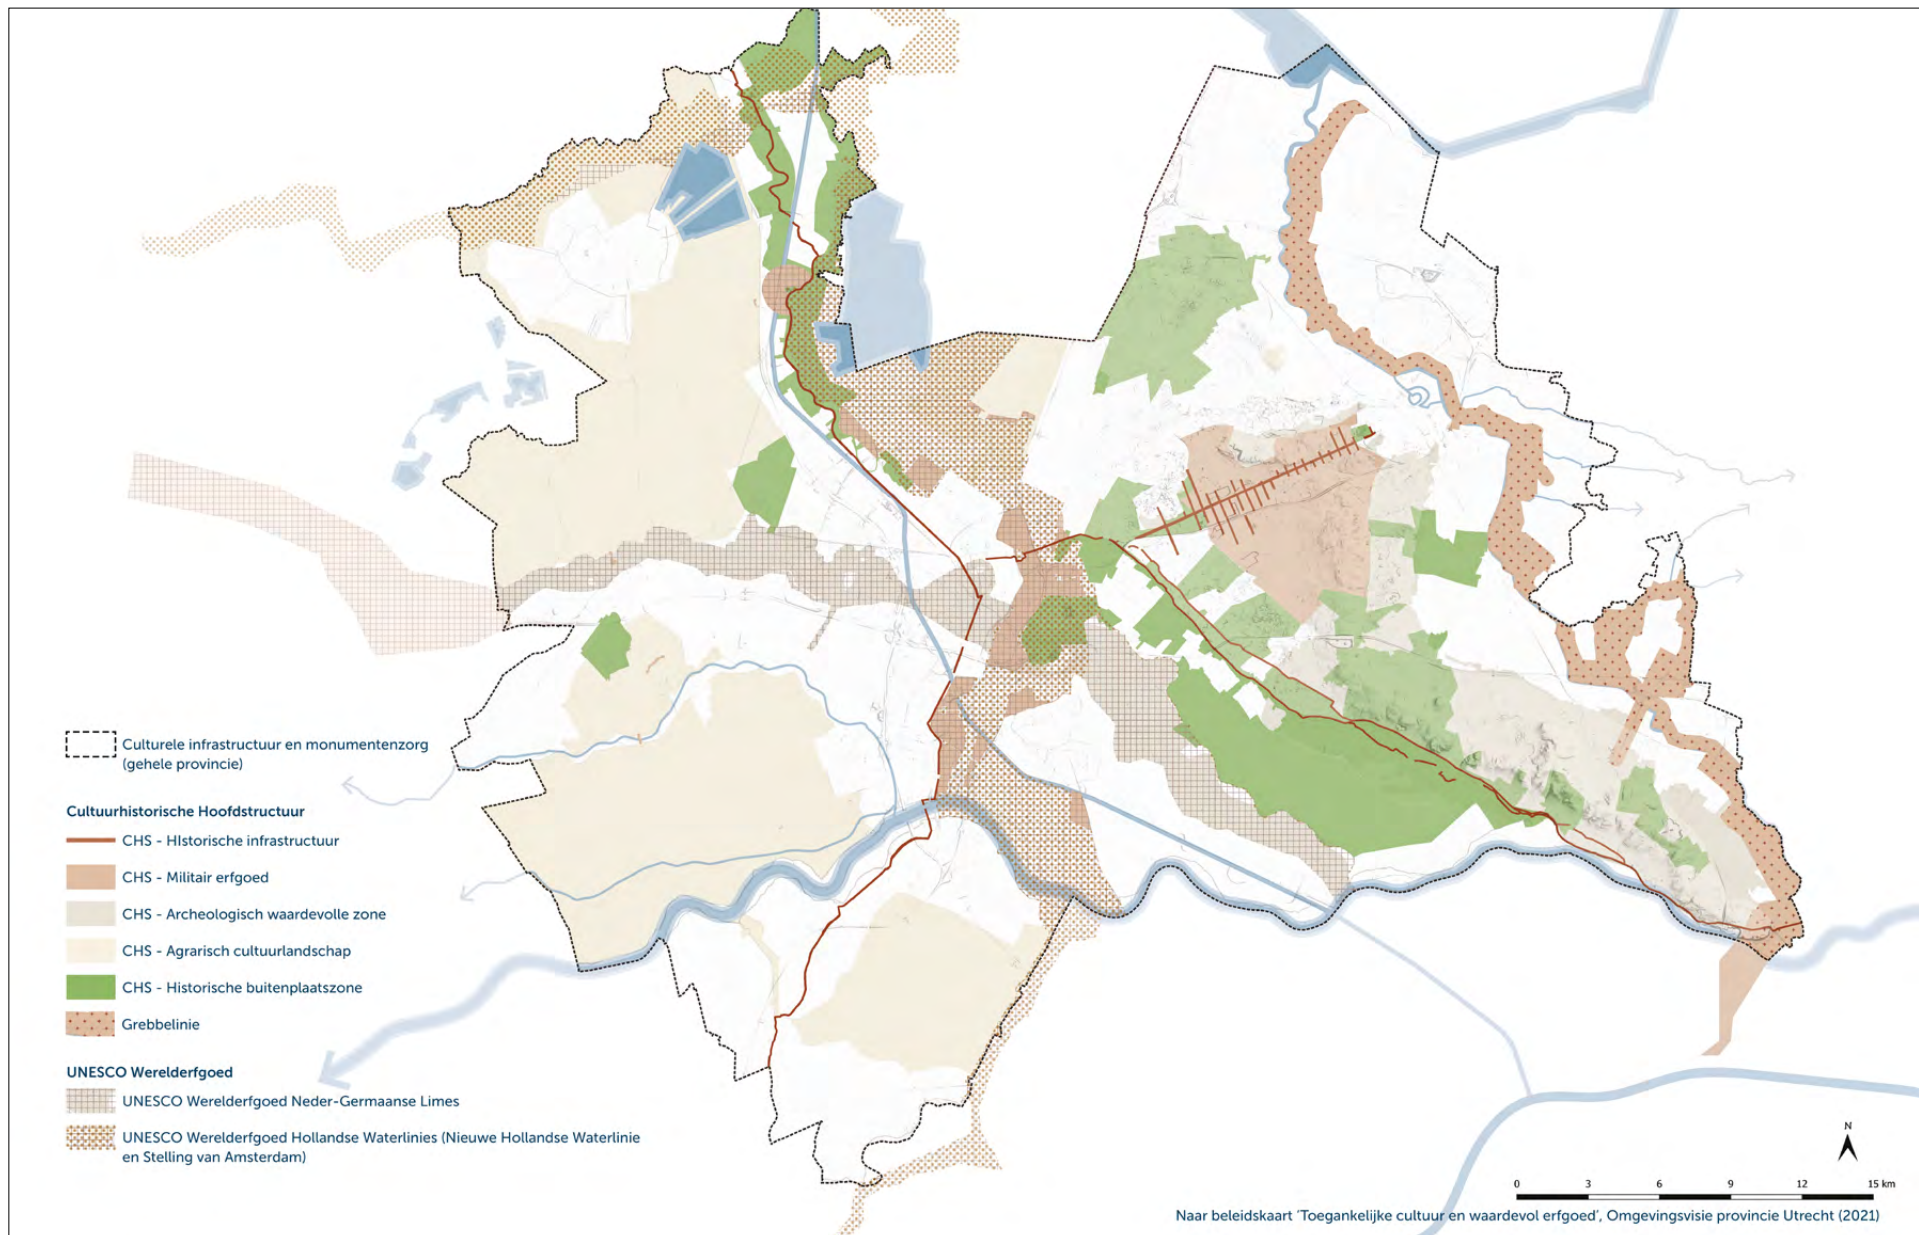 Culturele infrastructuur en monumentenzorg
(gehele provincie)
Cultuurhistorische Hoofdstructuur
CHS - HIstorische infrastructuur
CHS - Militair erfgoed
CHS - Archeologisch waardevolle zone
CHS - Agrarisch cultuurlandschap
CHS - Historische buitenplaatszone
Grebbelinie
UNESCO Werelderfgoed
UNESCO Werelderfgoed Neder-Germaanse Limes
UNESCO Werelderfgoed Hollandse Waterlinies (Nieuwe Hollandse Waterlinie
en Stelling van Amsterdam)
N
0 3 6 9 12 15 km
Naar beleidskaart 'Toegankelijke cultuur en waardevol erfgoed', Omgevingsvisie provincie Utrecht (2021)